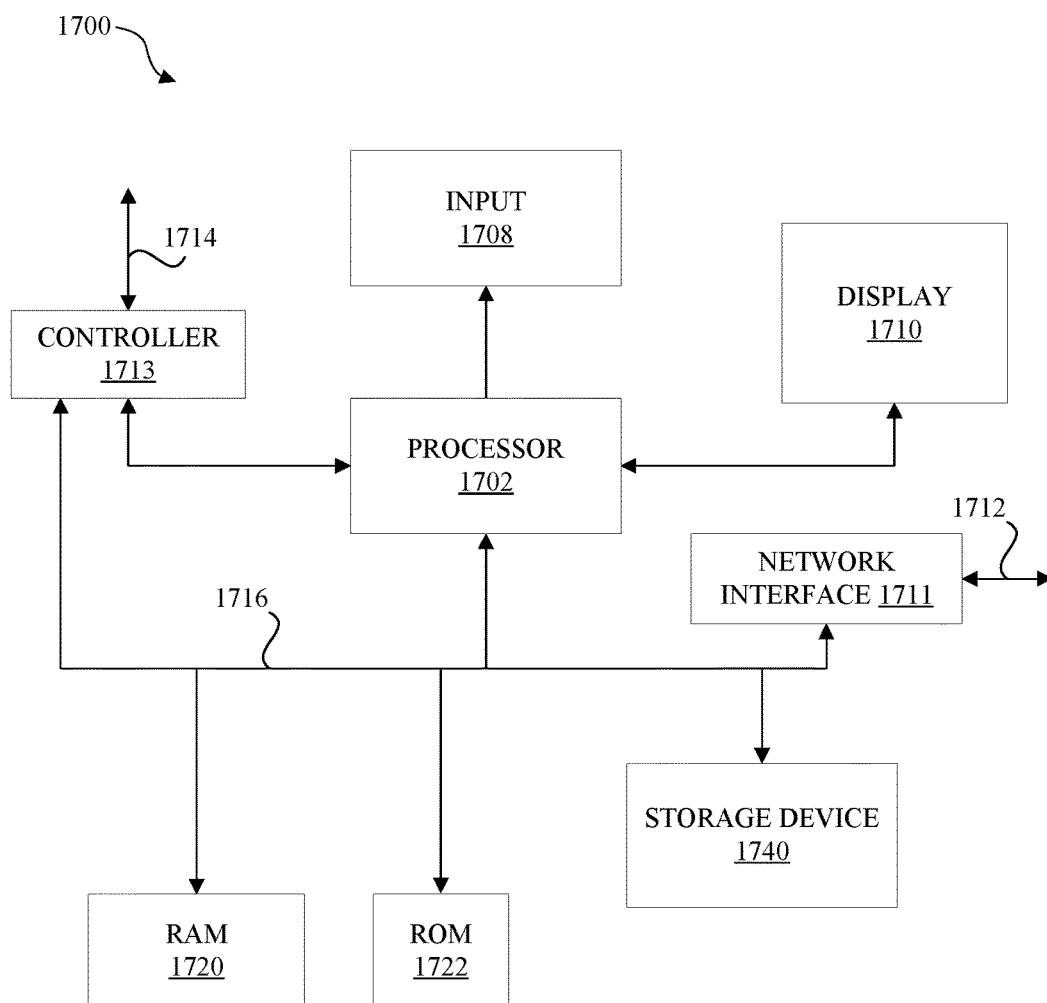 1700
INPUT
1708
1714
DISPLAY
1710
CONTROLLER
1713
PROCESSOR
1702
1712
NETWORK
INTERFACE 1711
1716
STORAGE DEVICE
1740
RAM
1720
ROM
1722